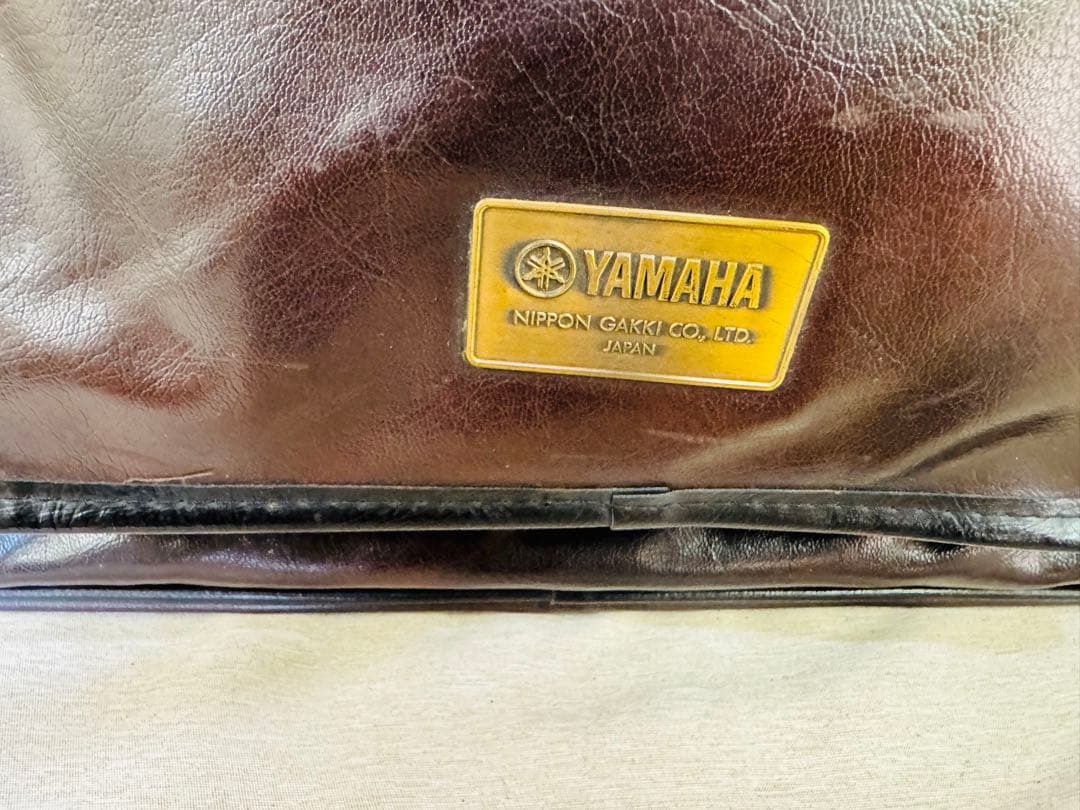 YAMAHA
NIPPON GAKKI CO., LTD.
JAPAN